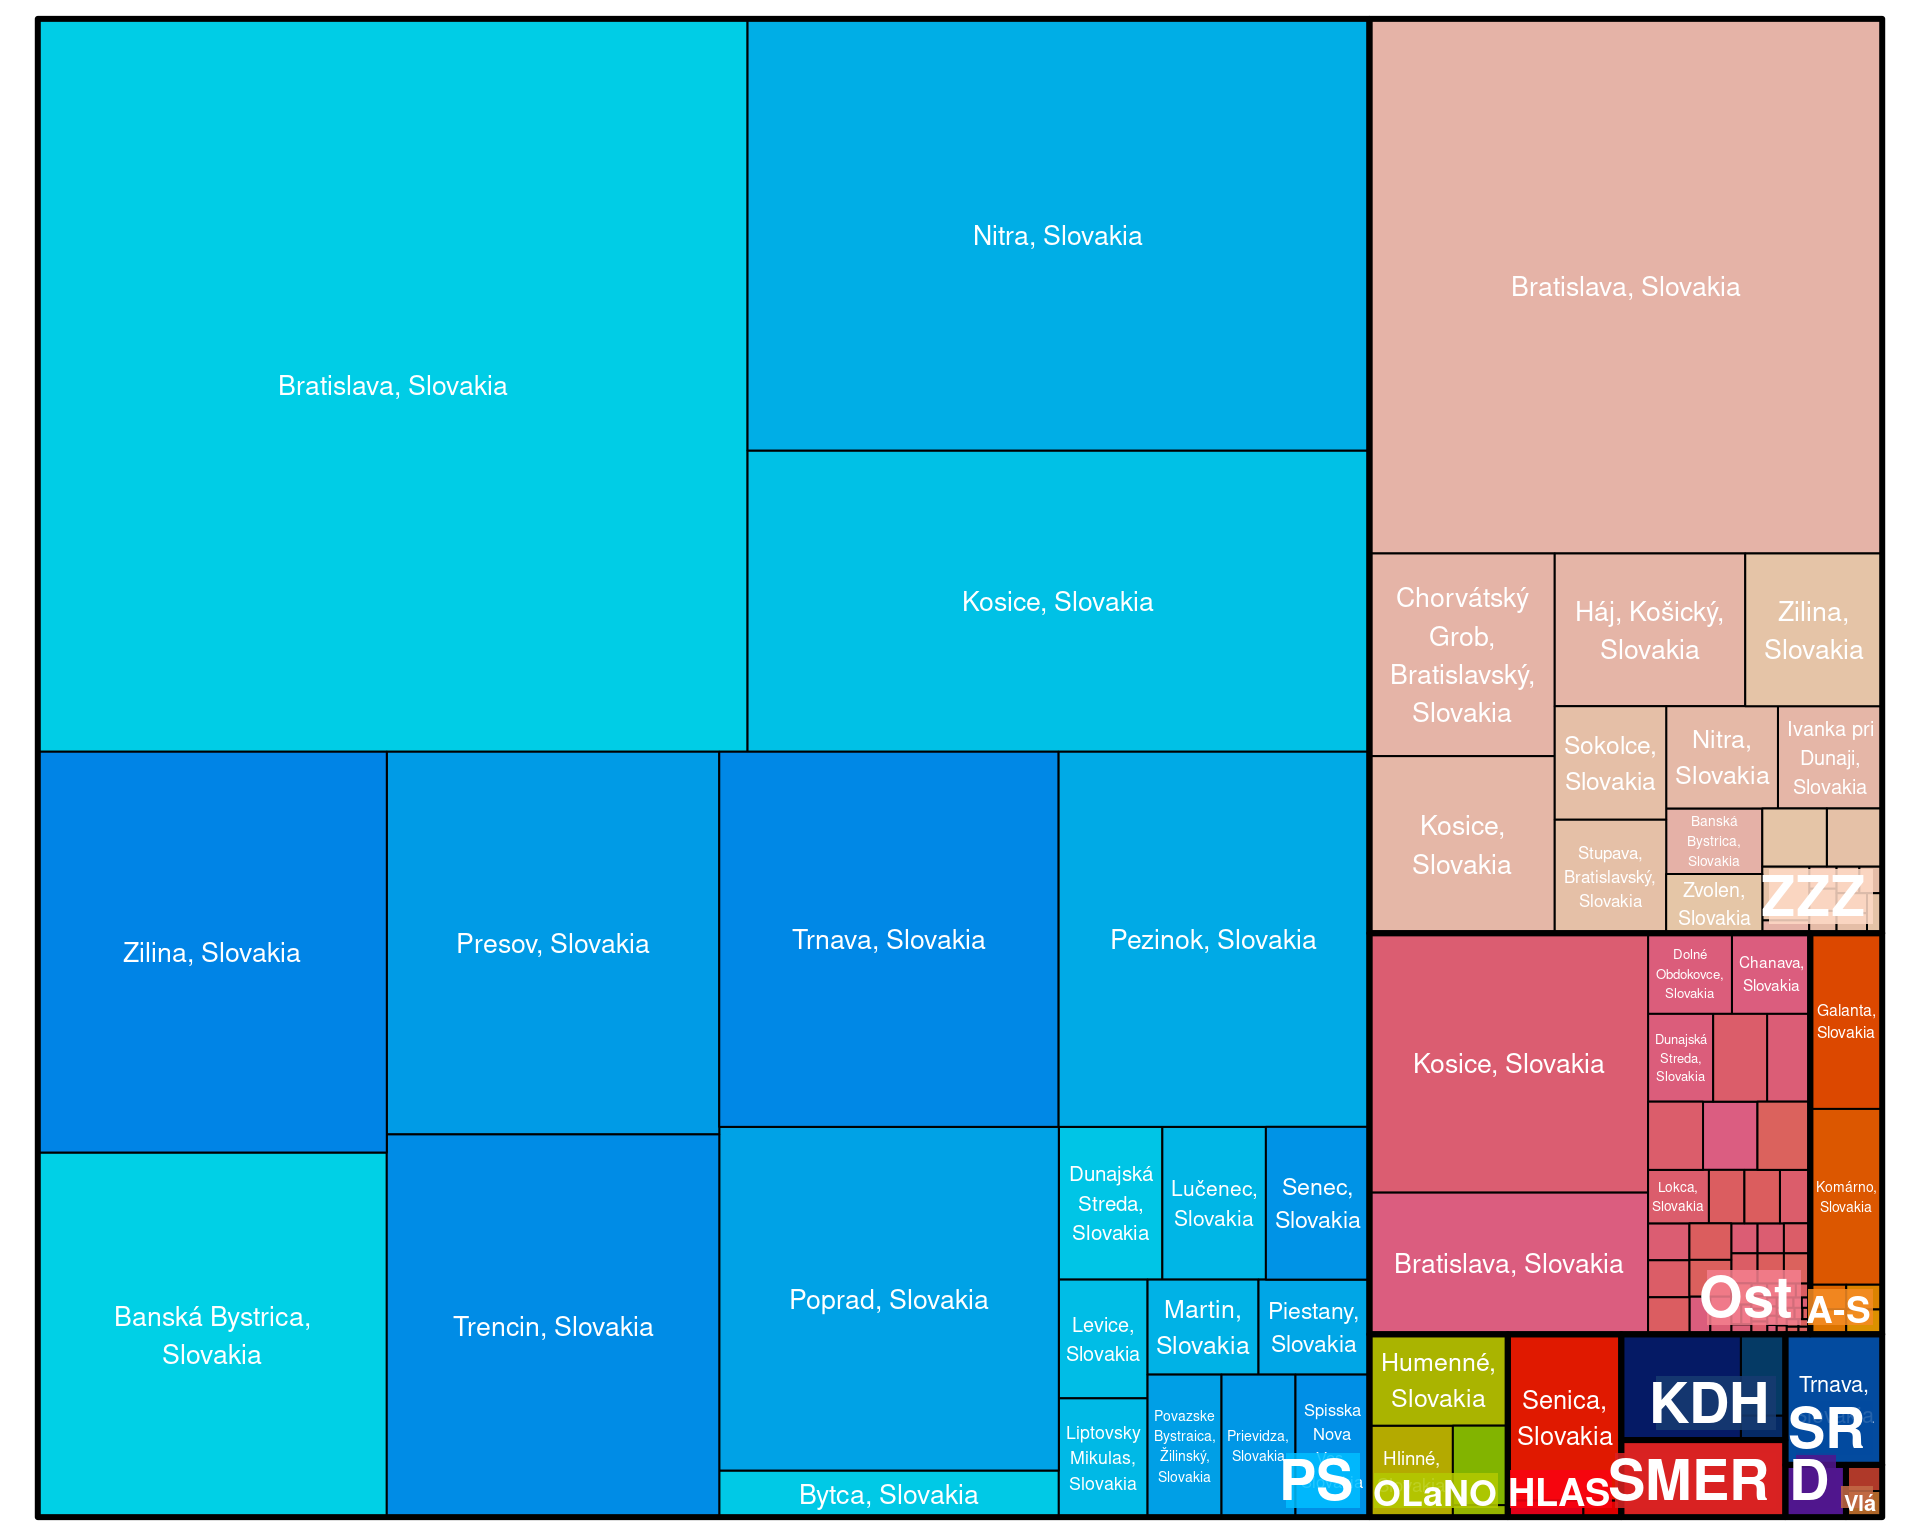 Bratislava, Slovakia
Nitra, Slovakia
Kosice, Slovakia
Zilina, Slovakia
Presov, Slovakia
Trnava, Slovakia
Pezinok, Slovakia
Banská Bystrica,
Slovakia
Trencin, Slovakia
Poprad, Slovakia
Bytca, Slovakia
Dunajská
Streda,
Slovakia
Lučenec,
Slovakia
Senec,
Slovakia
Levice,
Slovakia
Martin,
Slovakia
Piestany,
Slovakia
Liptovsky
Mikulas,
Slovakia
Povazske
Bystraica,
Žilinský,
Slovakia
Prievidza,
Slovakia
Spisska
Nova
PS
Bratislava, Slovakia
Chorvátský
Grob,
Bratislavský,
Slovakia
Háj, Košický,
Slovakia
Zilina,
Slovakia
Kosice,
Slovakia
Sokolce,
Slovakia
Nitra,
Slovakia
Ivanka pri
Dunaji,
Slovakia
Stupava,
Bratislavský,
Slovakia
Banská
Bystrica,
Slovakia
Zvolen,
Slovakia
ZZZ
Kosice, Slovakia
Bratislava, Slovakia
Dolné
Obdokovce,
Slovakia
Chanava,
Slovakia
Dunajská
Streda,
Slovakia
Lokca,
Slovakia
Ost
Galanta,
Slovakia
Komárno,
Slovakia
A-S
Humenné,
Slovakia
Hlinné,
OLaNO
Senica,
Slovakia
HLAS
KDH
SMER
Trnava,
SR
D
Vlá